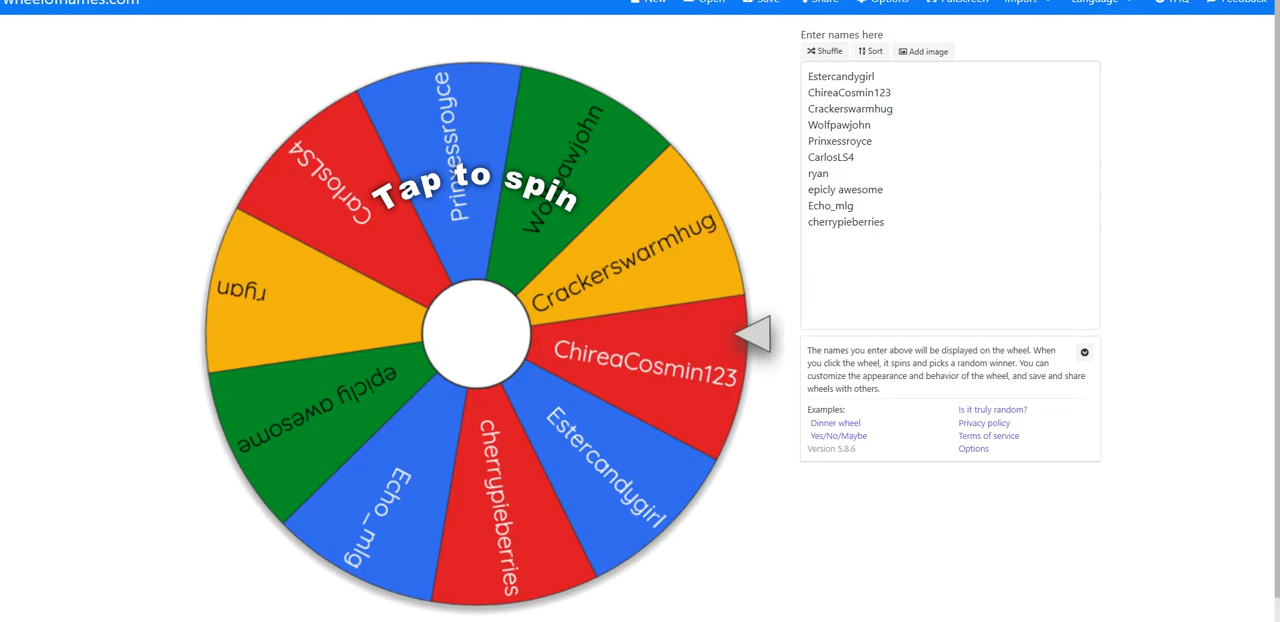 wheelofnames.com
New Open Save Share Options Fullscreen Import Language FAQ Feedback
Enter names here
Shuffle Sort Add image
Estercandygirl
ChireaCosmin123
Crackerswarmhug
Wolfpawjohn
Prinxessroyce
CarlosLS4
ryan
epicly awesome
Echo_mlg
cherrypieberries
Tap to spin
Prinxessroyce
Wolfpawjohn
Crackerswarmhug
ChireaCosmin123
Estercandygirl
cherrypieberries
Echo_mlg
epicly awesome
ryan
CarlosLS4
The names you enter above will be displayed on the wheel. When
you click the wheel, it spins and picks a random winner. You can
customize the appearance and behavior of the wheel, and save and share
wheels with others.
Examples:
Dinner wheel
Yes/No/Maybe
Version 5.8.6
Is it truly random?
Privacy policy
Terms of service
Options